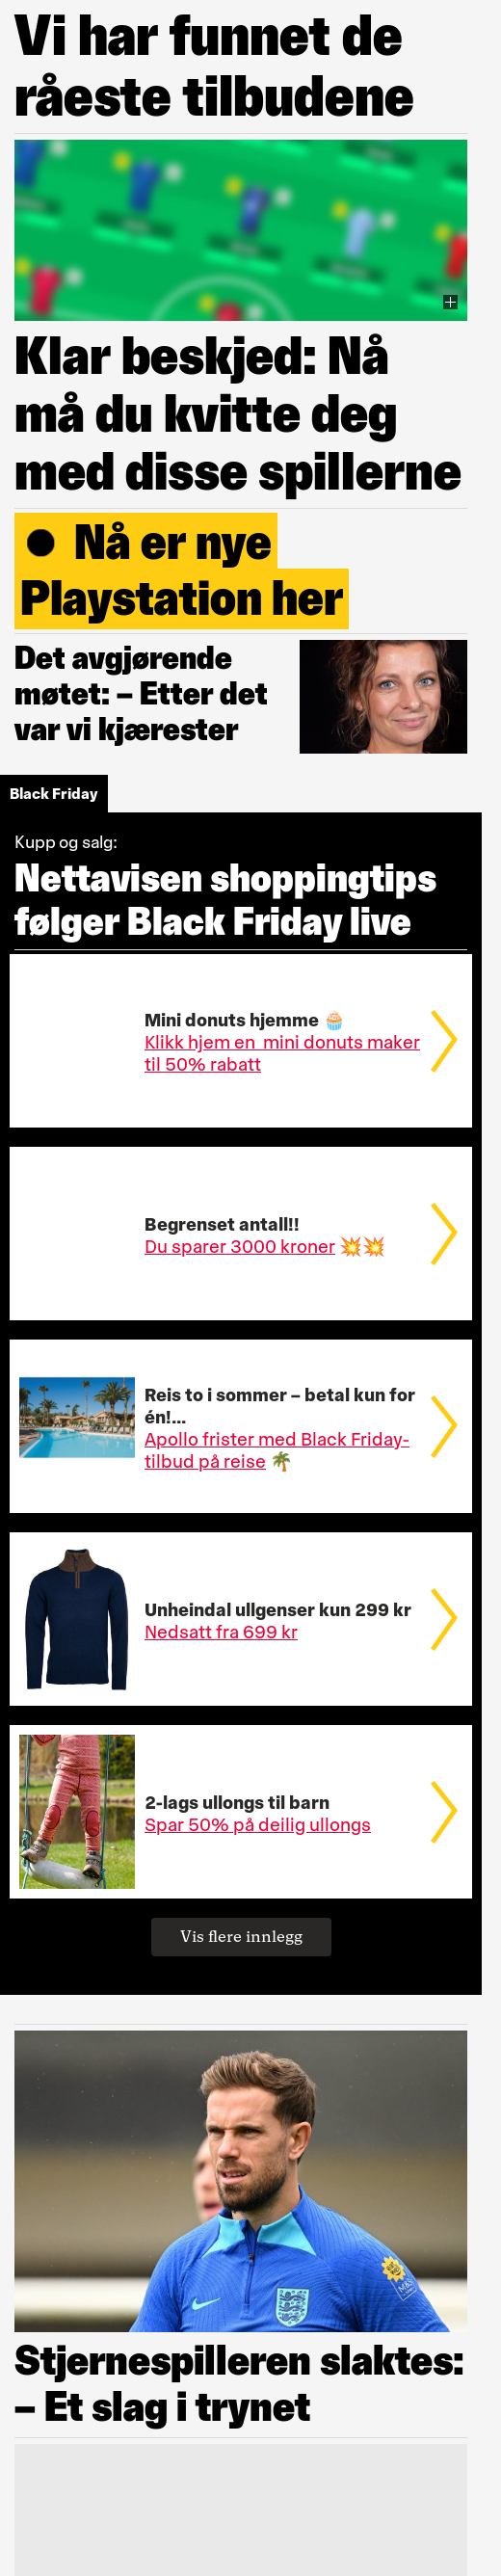 Vi har funnet de
råeste tilbudene
Klar beskjed: Nå
må du kvitte deg
med disse spillerne
● Nå er nye
Playstation her
Det avgjørende
møtet: – Etter det
var vi kjærester
Black Friday
Kupp og salg:
Nettavisen shoppingtips
følger Black Friday live
Mini donuts hjemme 🧁
Klikk hjem en  mini donuts maker
til 50% rabatt
Begrenset antall!!
Du sparer 3000 kroner 💥💥
Reis to i sommer – betal kun for
én!...
Apollo frister med Black Friday-
tilbud på reise 🌴
Unheindal ullgenser kun 299 kr
Nedsatt fra 699 kr
2-lags ullongs til barn
Spar 50% på deilig ullongs
Vis flere innlegg
M&S
Stjernespilleren slaktes:
– Et slag i trynet